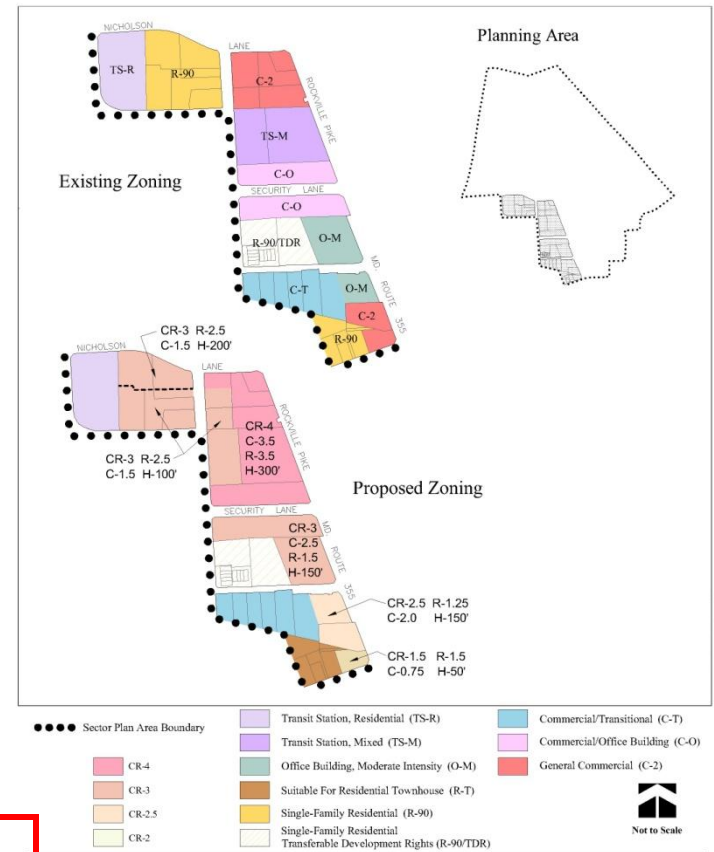 NICHOLSON
LANE
TS-R
R-90
C-2
ROCKVILLE PIKE
Planning Area
TS-M
Existing Zoning
C-O
SECURITY LANE
C-O
R-90/TDR
O-M
MD. ROUTE 355
C-T
O-M
C-2
R-90
CR-3 R-2.5
C-1.5 H-200'
NICHOLSON
LANE
ROCKVILLE PIKE
CR-4
C-3.5
R-3.5
H-300'
CR-3 R-2.5
C-1.5 H-100'
Proposed Zoning
SECURITY LANE
CR-3
C-2.5
R-1.5
H-150'
MD. ROUTE 355
CR-2.5 R-1.25
C-2.0 H-150'
CR-1.5 R-1.5
C-0.75 H-50'
Sector Plan Area Boundary
CR-4
CR-3
CR-2.5
CR-2
Transit Station, Residential (TS-R)
Transit Station, Mixed (TS-M)
Office Building, Moderate Intensity (O-M)
Suitable For Residential Townhouse (R-T)
Single-Family Residential (R-90)
Single-Family Residential
Transferable Development Rights (R-90/TDR)
Commercial/Transitional (C-T)
Commercial/Office Building (C-O)
General Commercial (C-2)
Not to Scale